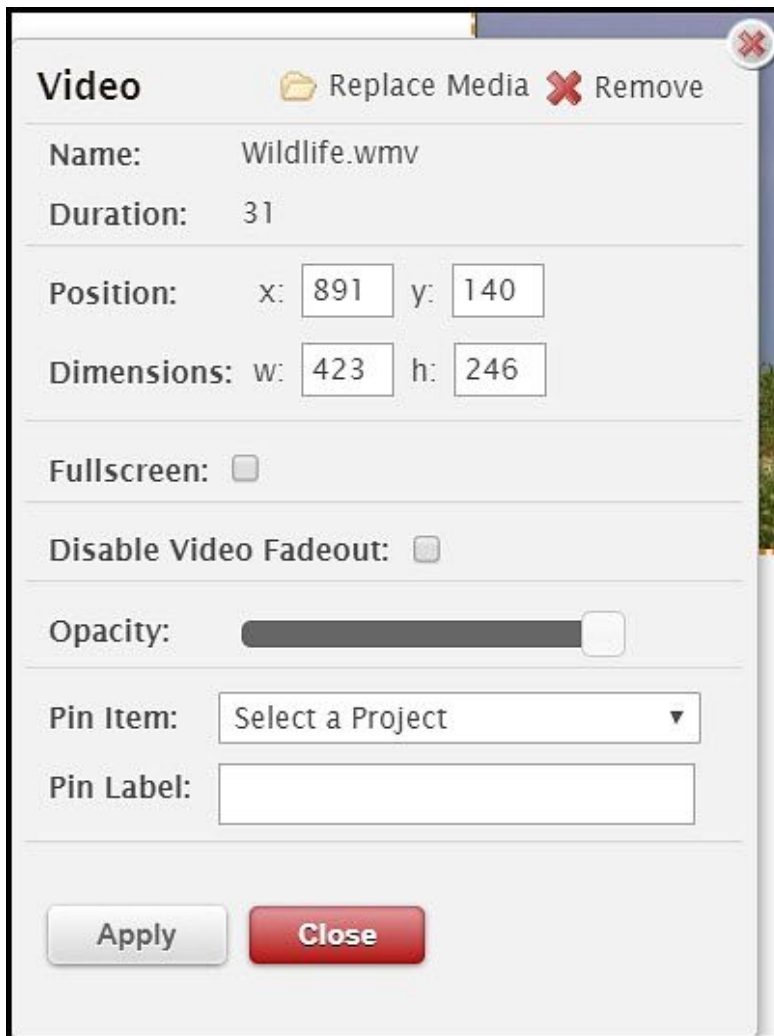 Video Replace Media Remove
Name: Wildlife.wmv
Duration: 31
Position: x: 891 y: 140
Dimensions: w: 423 h: 246
Fullscreen:
Disable Video Fadeout:
Opacity:
Pin Item: Select a Project
Pin Label:
Apply Close